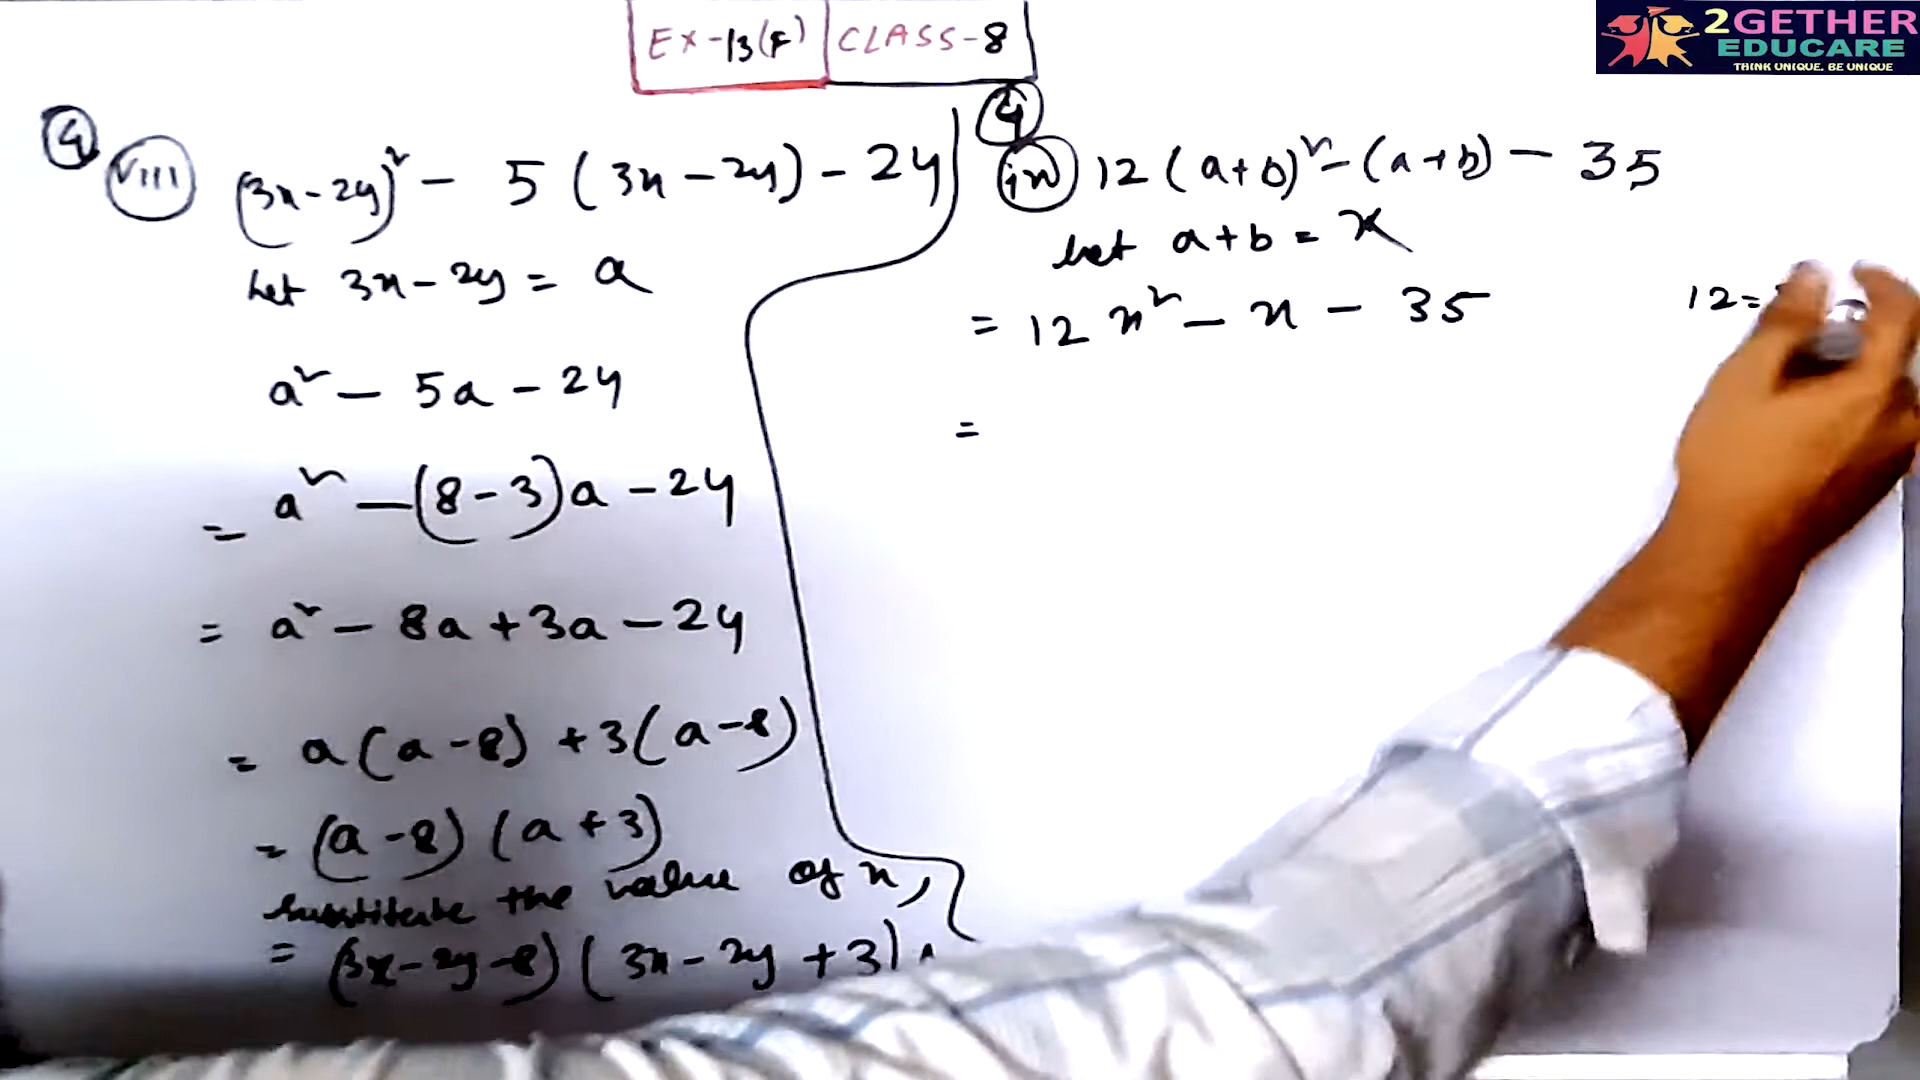 EX-13(F) CLASS-8
2GETHER
EDUCARE
THINK UNIQUE. BE UNIQUE
4
viii (3x-2y)² - 5(3x-2y) - 24
Let 3x-2y = a
a² - 5a - 24
= a² - (8-3)a - 24
= a² - 8a + 3a - 24
= a(a-8) + 3(a-8)
= (a-8)(a+3)
substitute the value of x,
= (3x-2y-8)(3x-2y+3)
4
ix 12(a+b)² - (a+b) - 35
Let a+b = x
= 12x² - x - 35
=
12=